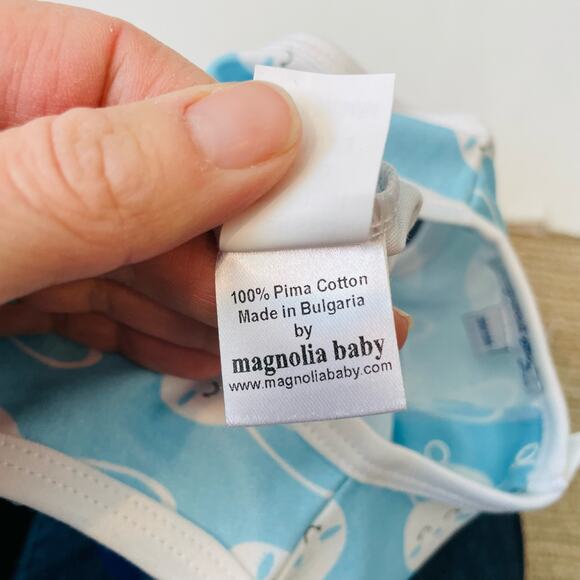 100% Pima Cotton
Made in Bulgaria
by
magnolia baby
www.magnoliababy.com